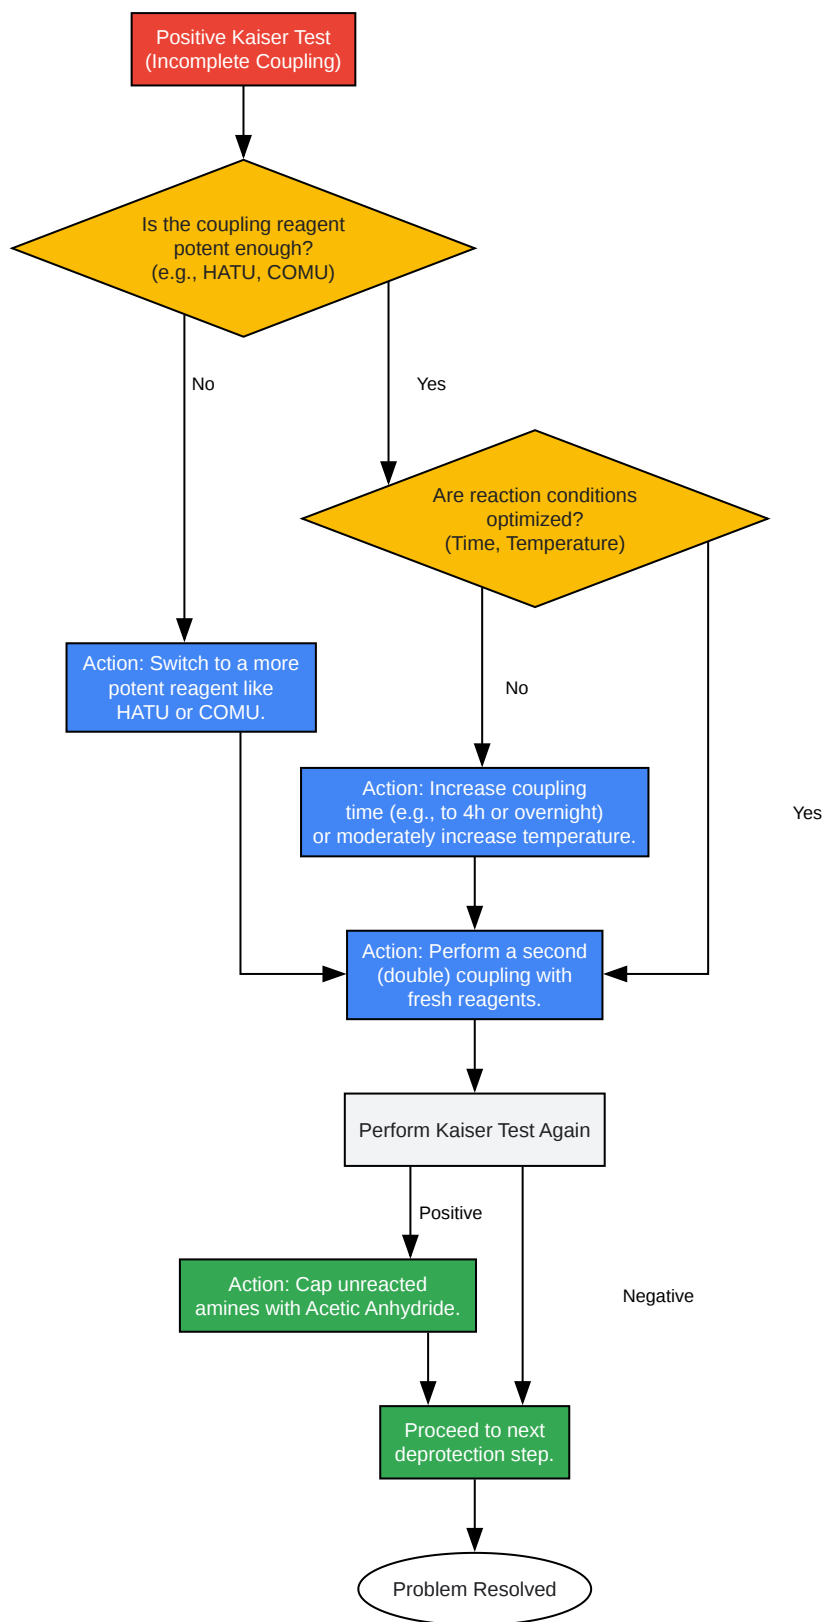 Positive Kaiser Test
(Incomplete Coupling)
Is the coupling reagent
potent enough?
(e.g., HATU, COMU)
No
Yes
Are reaction conditions
optimized?
(Time, Temperature)
Action: Switch to a more
potent reagent like
HATU or COMU.
No
Action: Increase coupling
time (e.g., to 4h or overnight)
or moderately increase temperature.
Yes
Action: Perform a second
(double) coupling with
fresh reagents.
Perform Kaiser Test Again
Positive
Action: Cap unreacted
amines with Acetic Anhydride.
Negative
Proceed to next
deprotection step.
Problem Resolved